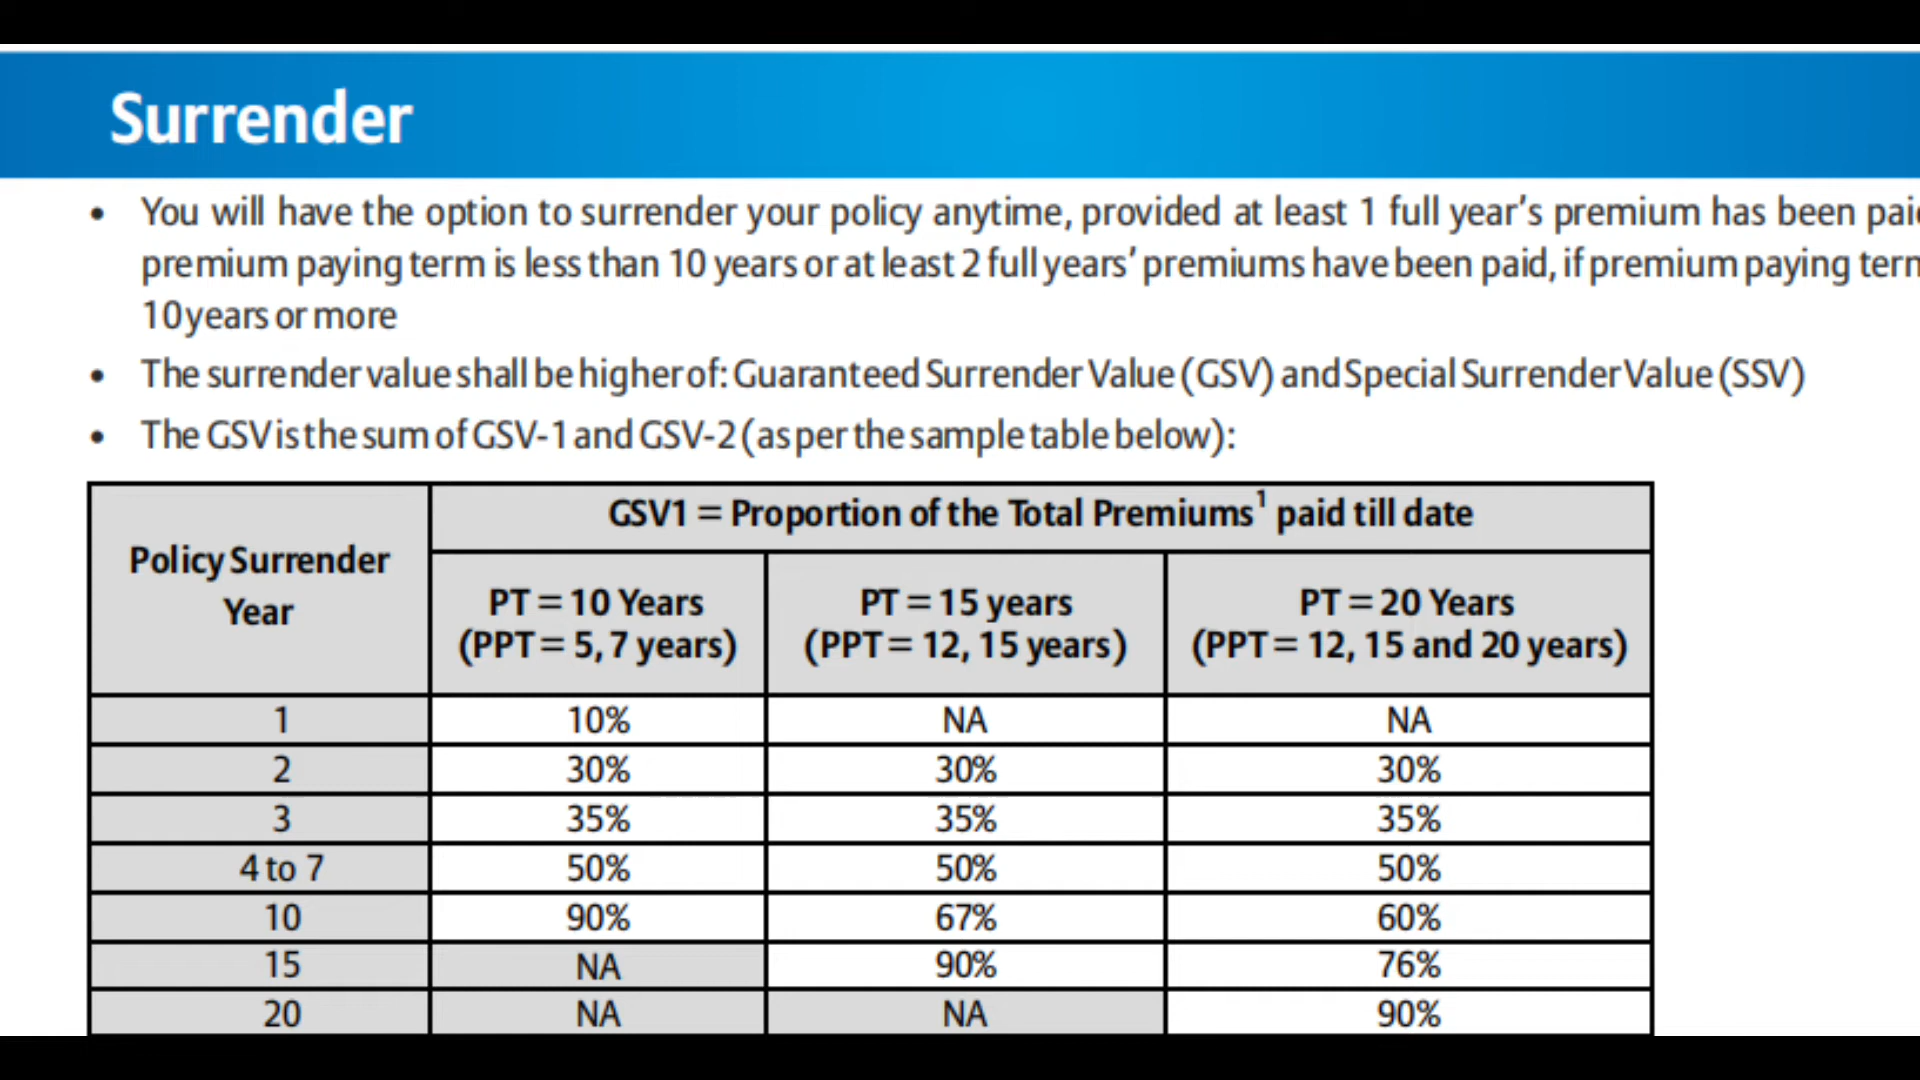 Surrender
• You will have the option to surrender your policy anytime, provided at least 1 full year's premium has been
premium paying term is less than 10 years or at least 2 full years' premiums have been paid, if premium paying
10 years or more
• The surrender value shall be higher of: Guaranteed Surrender Value (GSV) and Special Surrender Value (SSV)
• The GSV is the sum of GSV-1 and GSV-2 (as per the sample table below):
Policy Surrender Year GSV1 = Proportion of the Total Premiums¹ paid till date
PT = 10 Years (PPT = 5, 7 years) PT = 15 years (PPT = 12, 15 years) PT = 20 Years (PPT = 12, 15 and 20 years)
1 10% NA NA
2 30% 30% 30%
3 35% 35% 35%
4 to 7 50% 50% 50%
10 90% 67% 60%
15 NA 90% 76%
20 NA NA 90%